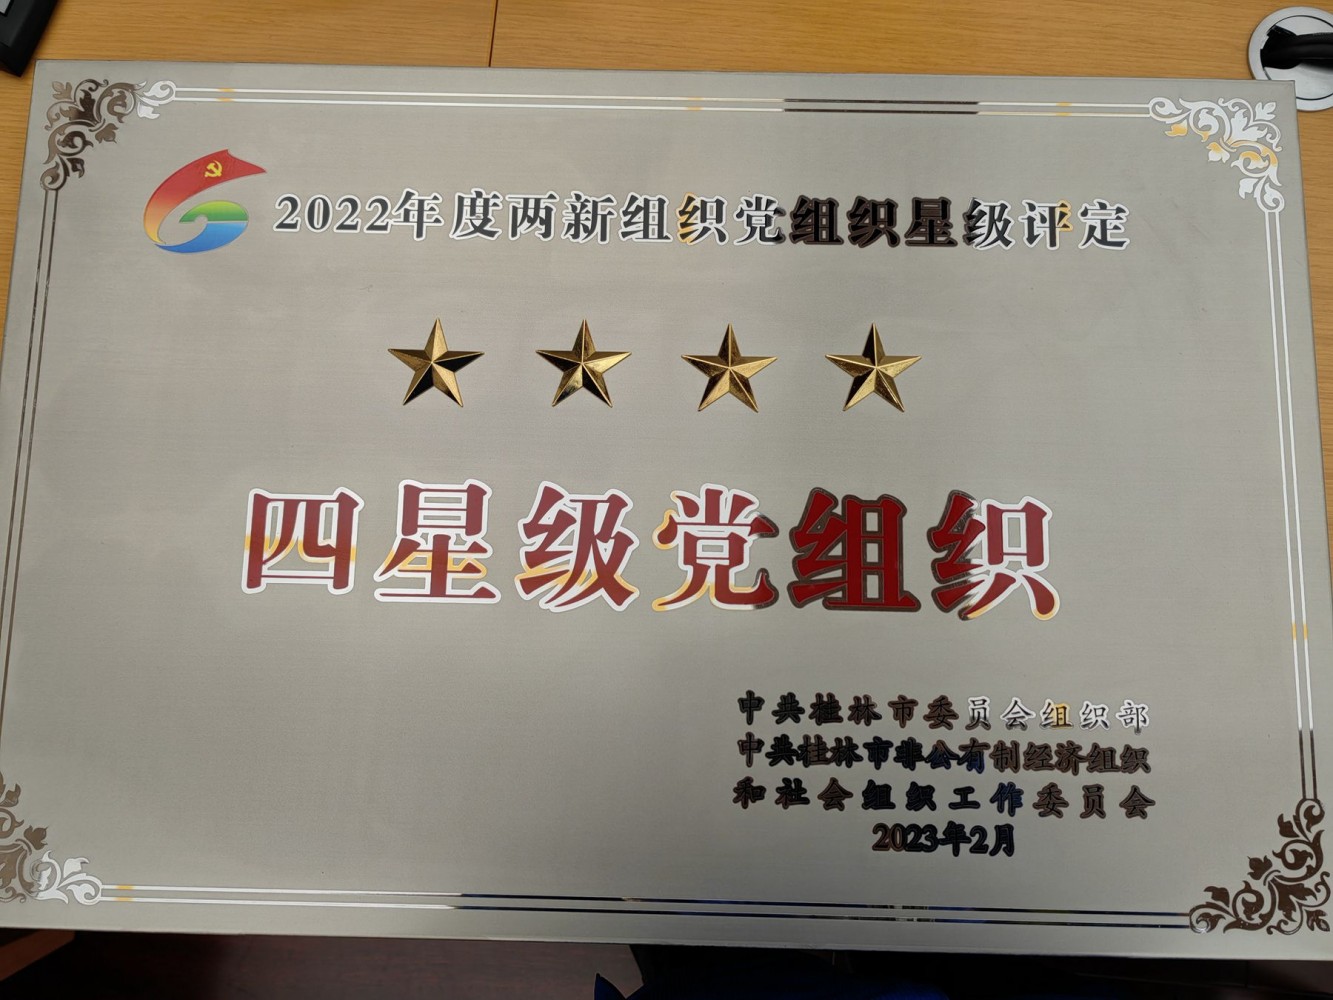 2022年度两新组织党组织星级评定
四星级党组织
中共桂林市委员会组织部
中共桂林市非公有制经济组织
和社会组织工作委员会
2023年2月